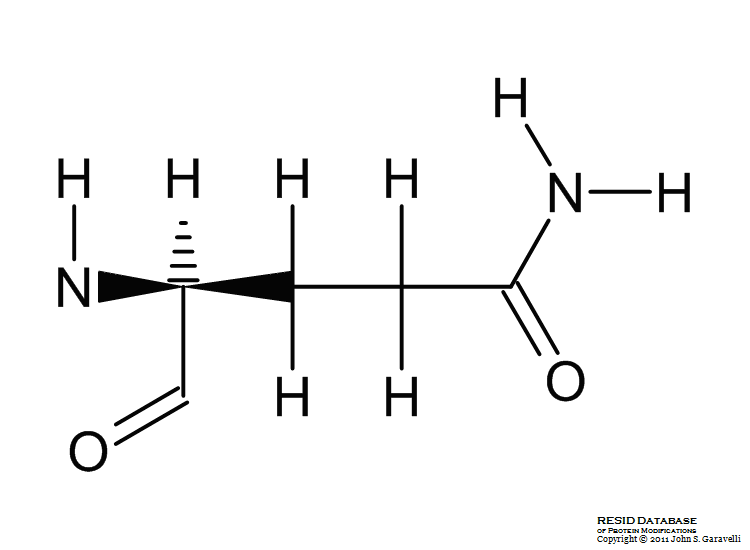 H
H H H H N H
N
O
O H H
RESID DATABASE
OF PROTEIN MODIFICATIONS
Copyright © 2011 John S. Garavelli